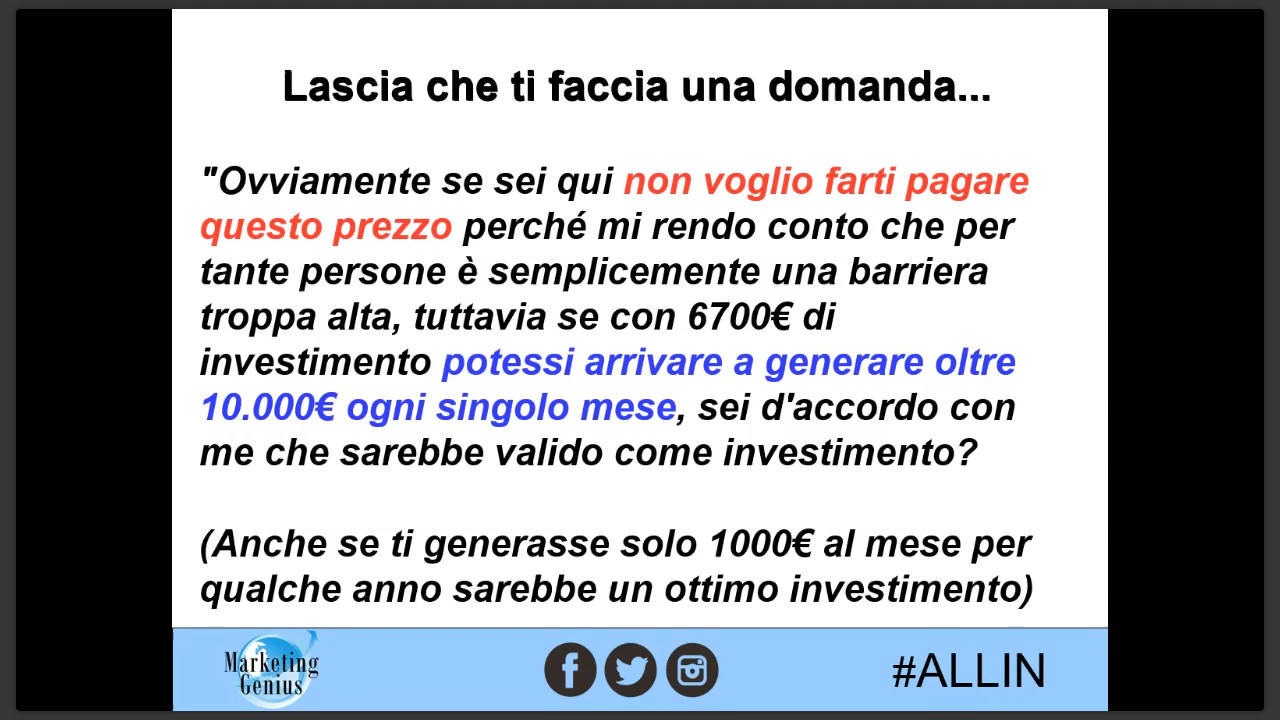 Lascia che ti faccia una domanda...
"Ovviamente se sei qui non voglio farti pagare
questo prezzo perché mi rendo conto che per
tante persone è semplicemente una barriera
troppa alta, tuttavia se con 6700€ di
investimento potessi arrivare a generare oltre
10.000€ ogni singolo mese, sei d'accordo con
me che sarebbe valido come investimento?
(Anche se ti generasse solo 1000€ al mese per
qualche anno sarebbe un ottimo investimento)
Marketing
Genius
#ALLIN